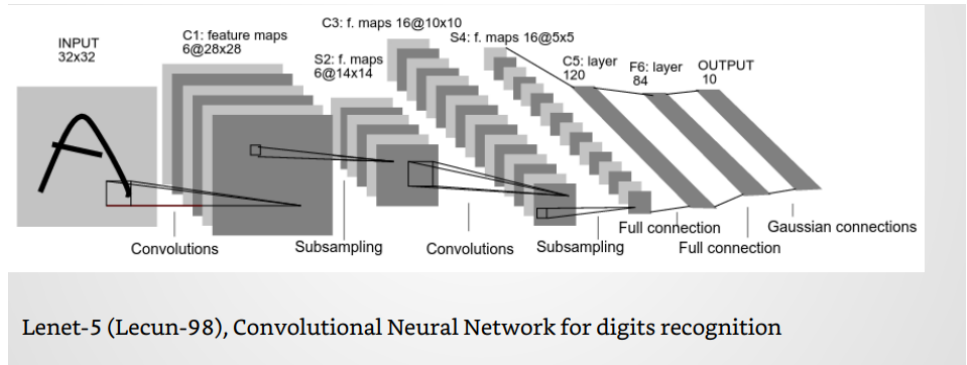 INPUT
32x32
C1: feature maps
6@28x28
S2: f. maps
6@14x14
C3: f. maps 16@10x10
S4: f. maps 16@5x5
C5: layer
120
F6: layer
84
OUTPUT
10
A
Convolutions
Subsampling
Convolutions
Subsampling
Full connection
Full connection
Gaussian connections
Lenet-5 (Lecun-98), Convolutional Neural Network for digits recognition